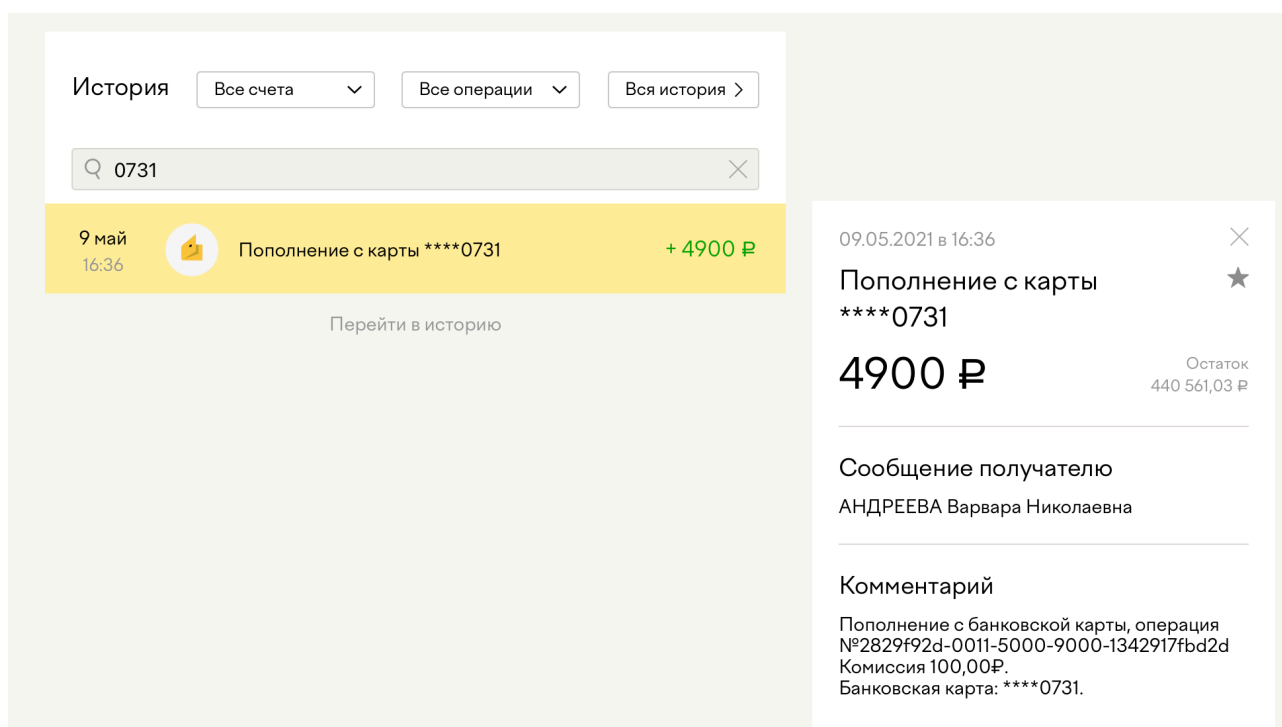 История
Все счета
Все операции
Вся история
0731
9 май
16:36
Пополнение с карты ****0731
+ 4900 ₽
Перейти в историю
09.05.2021 в 16:36
Пополнение с карты
****0731
4900 ₽
Остаток
440 561,03 ₽
Сообщение получателю
АНДРЕЕВА Варвара Николаевна
Комментарий
Пополнение с банковской карты, операция
№2829f92d-0011-5000-9000-1342917fbd2d
Комиссия 100,00₽.
Банковская карта: ****0731.